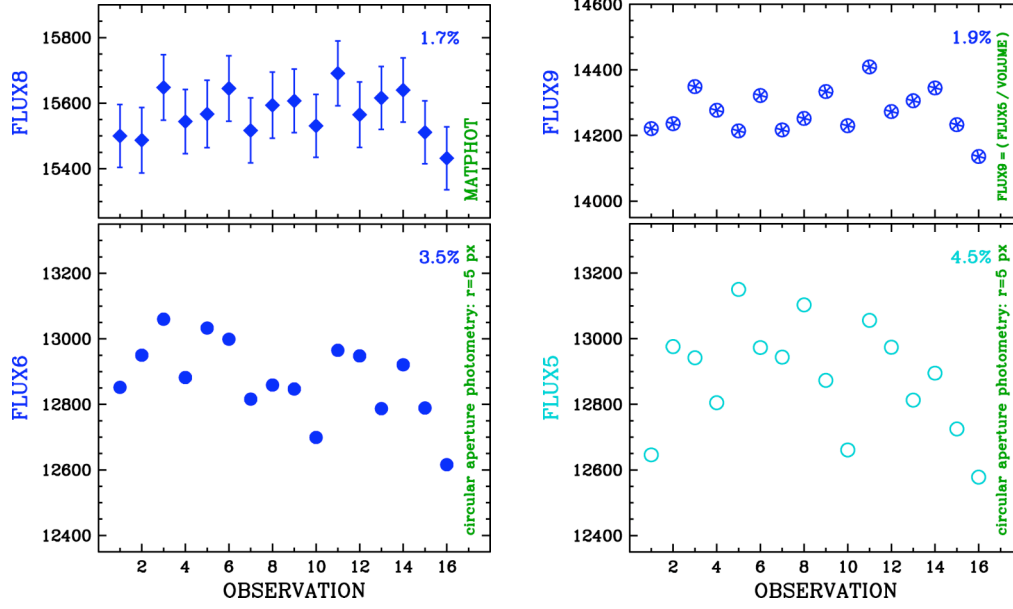 15800
15600
15400
FLUX8
1.7%
MATPHOT
14600
14400
14200
14000
FLUX9
1.9%
FLUX9 = ( FLUX5 / VOLUME )
13200
13000
12800
12600
12400
FLUX6
3.5%
circular aperture photometry: r=5 px
2 4 6 8 10 12 14 16
OBSERVATION
13200
13000
12800
12600
12400
FLUX5
4.5%
circular aperture photometry: r=5 px
2 4 6 8 10 12 14 16
OBSERVATION